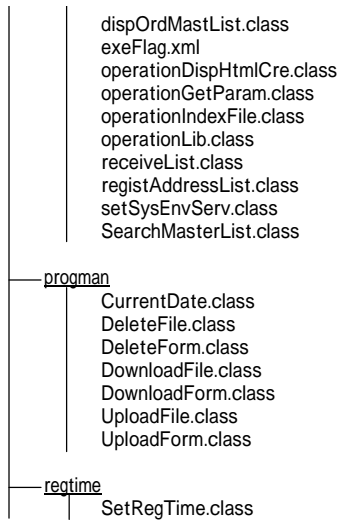 dispOrdMastList.class
exeFlag.xml
operationDispHtmlCre.class
operationGetParam.class
operationIndexFile.class
operationLib.class
receiveList.class
registAddressList.class
setSysEnvServ.class
SearchMasterList.class
progman
CurrentDate.class
DeleteFile.class
DeleteForm.class
DownloadFile.class
DownloadForm.class
UploadFile.class
UploadForm.class
regtime
SetRegTime.class